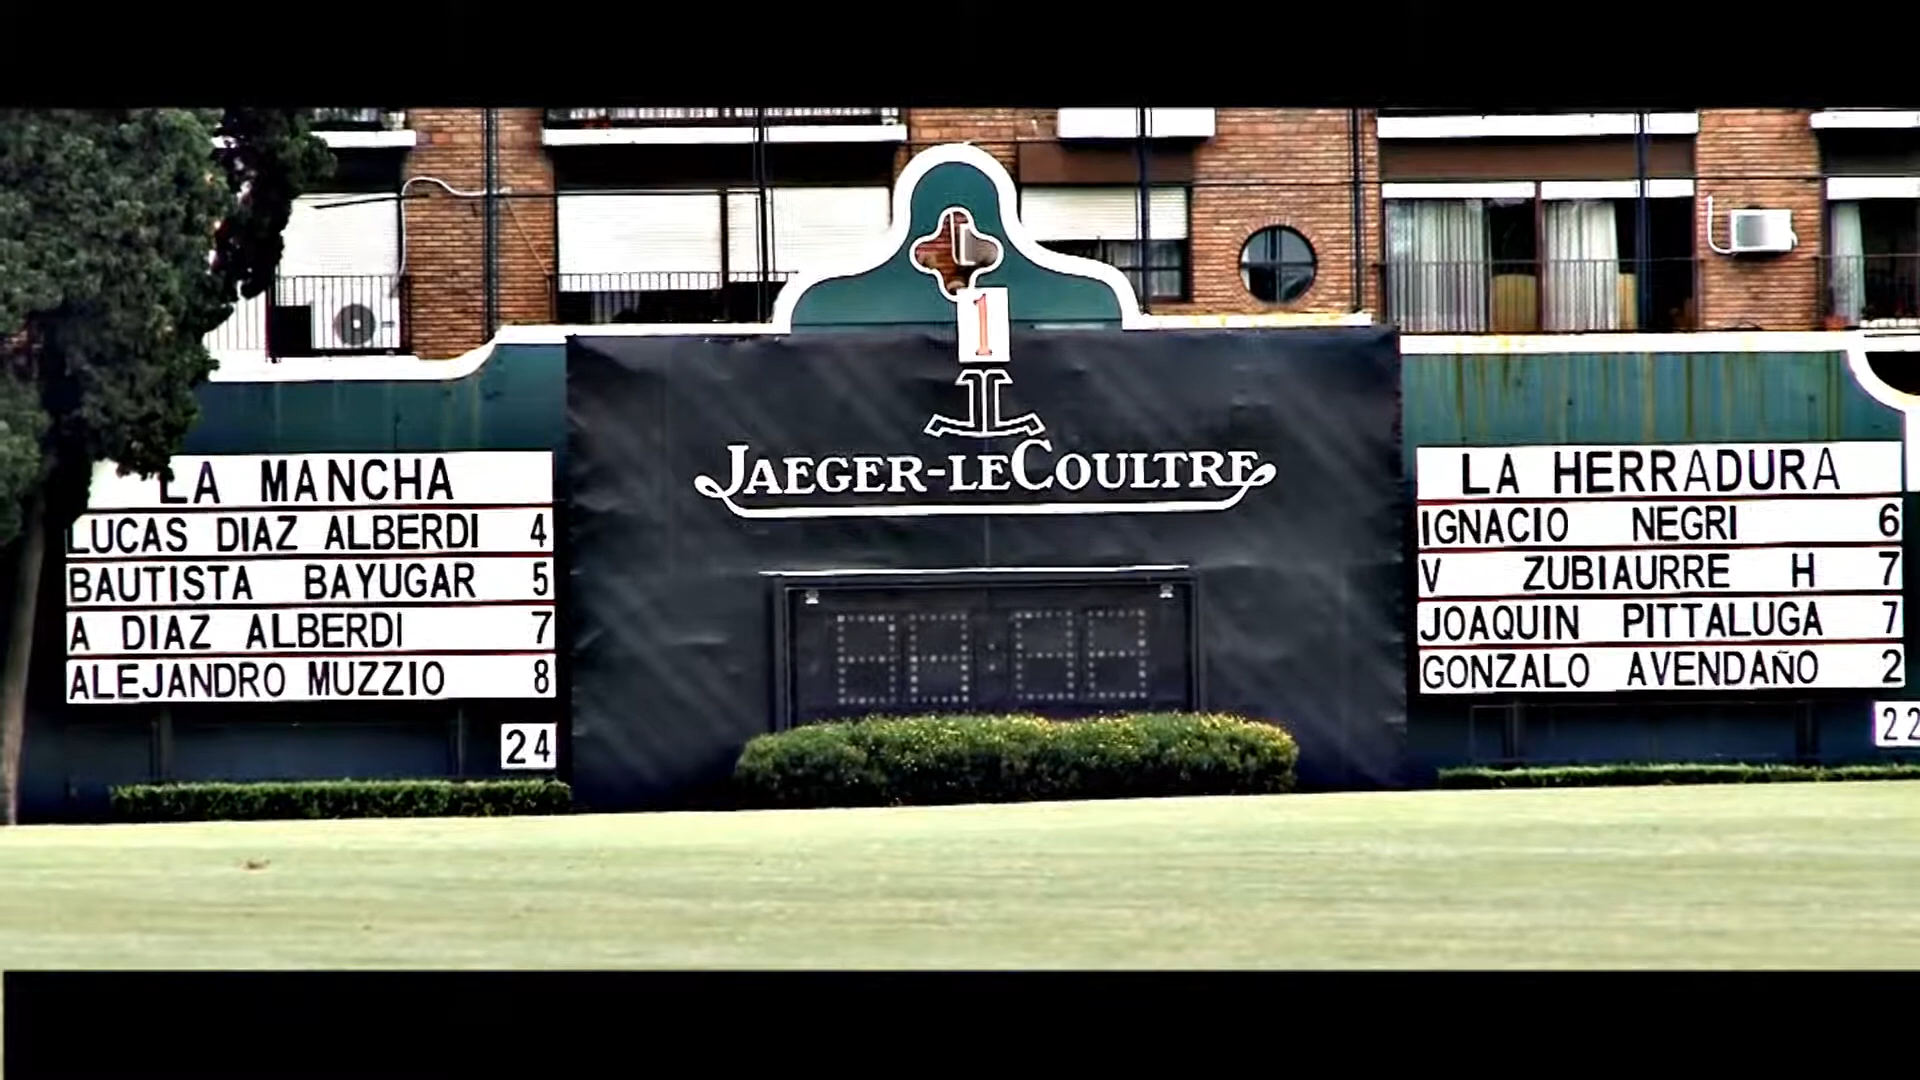 1
JAEGER-LECOULTRE
LA MANCHA
LUCAS DIAZ ALBERDI 4
BAUTISTA BAYUGAR 5
A DIAZ ALBERDI 7
ALEJANDRO MUZZIO 8
24
LA HERRADURA
IGNACIO NEGRI 6
V ZUBIAURRE H 7
JOAQUIN PITTALUGA 7
GONZALO AVENDAÑO 2
22